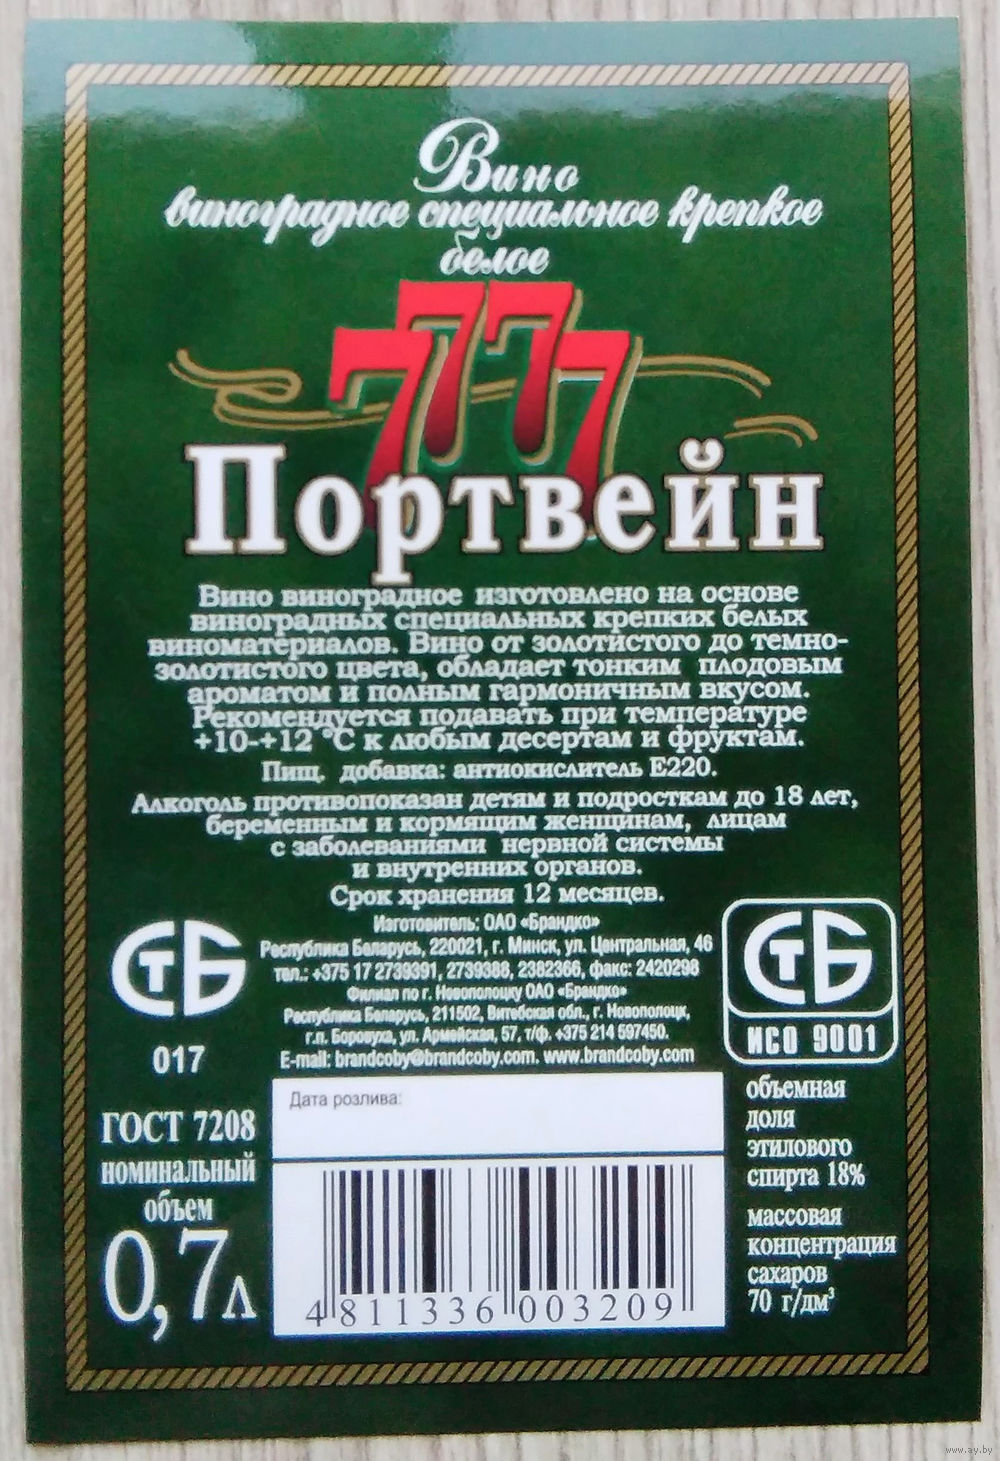 Вино
виноградное специальное крепкое
белое
7777
Портвейн
Вино виноградное изготовлено на основе
виноградных специальных крепких белых
виноматериалов. Вино от золотистого до темно-
золотистого цвета, обладает тонким плодовым
ароматом и полным гармоничным вкусом.
Рекомендуется подавать при температуре
+10-+12 °С к любым десертам и фруктам.
Пищ. добавка: антиокислитель Е220.
Алкоголь противопоказан детям и подросткам до 18 лет,
беременным и кормящим женщинам, лицам
с заболеваниями нервной системы
и внутренних органов.
Срок хранения 12 месяцев.
Изготовитель: ОАО «Брандко»
Республика Беларусь, 220021, г. Минск, ул. Центральная, 46
тел.: +375 17 2739391, 2739388, 2382366, факс: 2420298
Филиал по г. Новополоцку ОАО «Брандко»
Республика Беларусь, 211502, Витебская обл., г. Новополоцк,
г.п. Боровуха, ул. Армейская, 57, т/ф. +375 214 597450.
E-mail: brandcoby@brandcoby.com. www.brandcoby.com
СТБ
017
СТБ
ИСО 9001
ГОСТ 7208
номинальный
объем
0,7л
Дата розлива:
4 811336 003209
объемная
доля
этилового
спирта 18%
массовая
концентрация
сахаров
70 г/дм³
www.ay.by